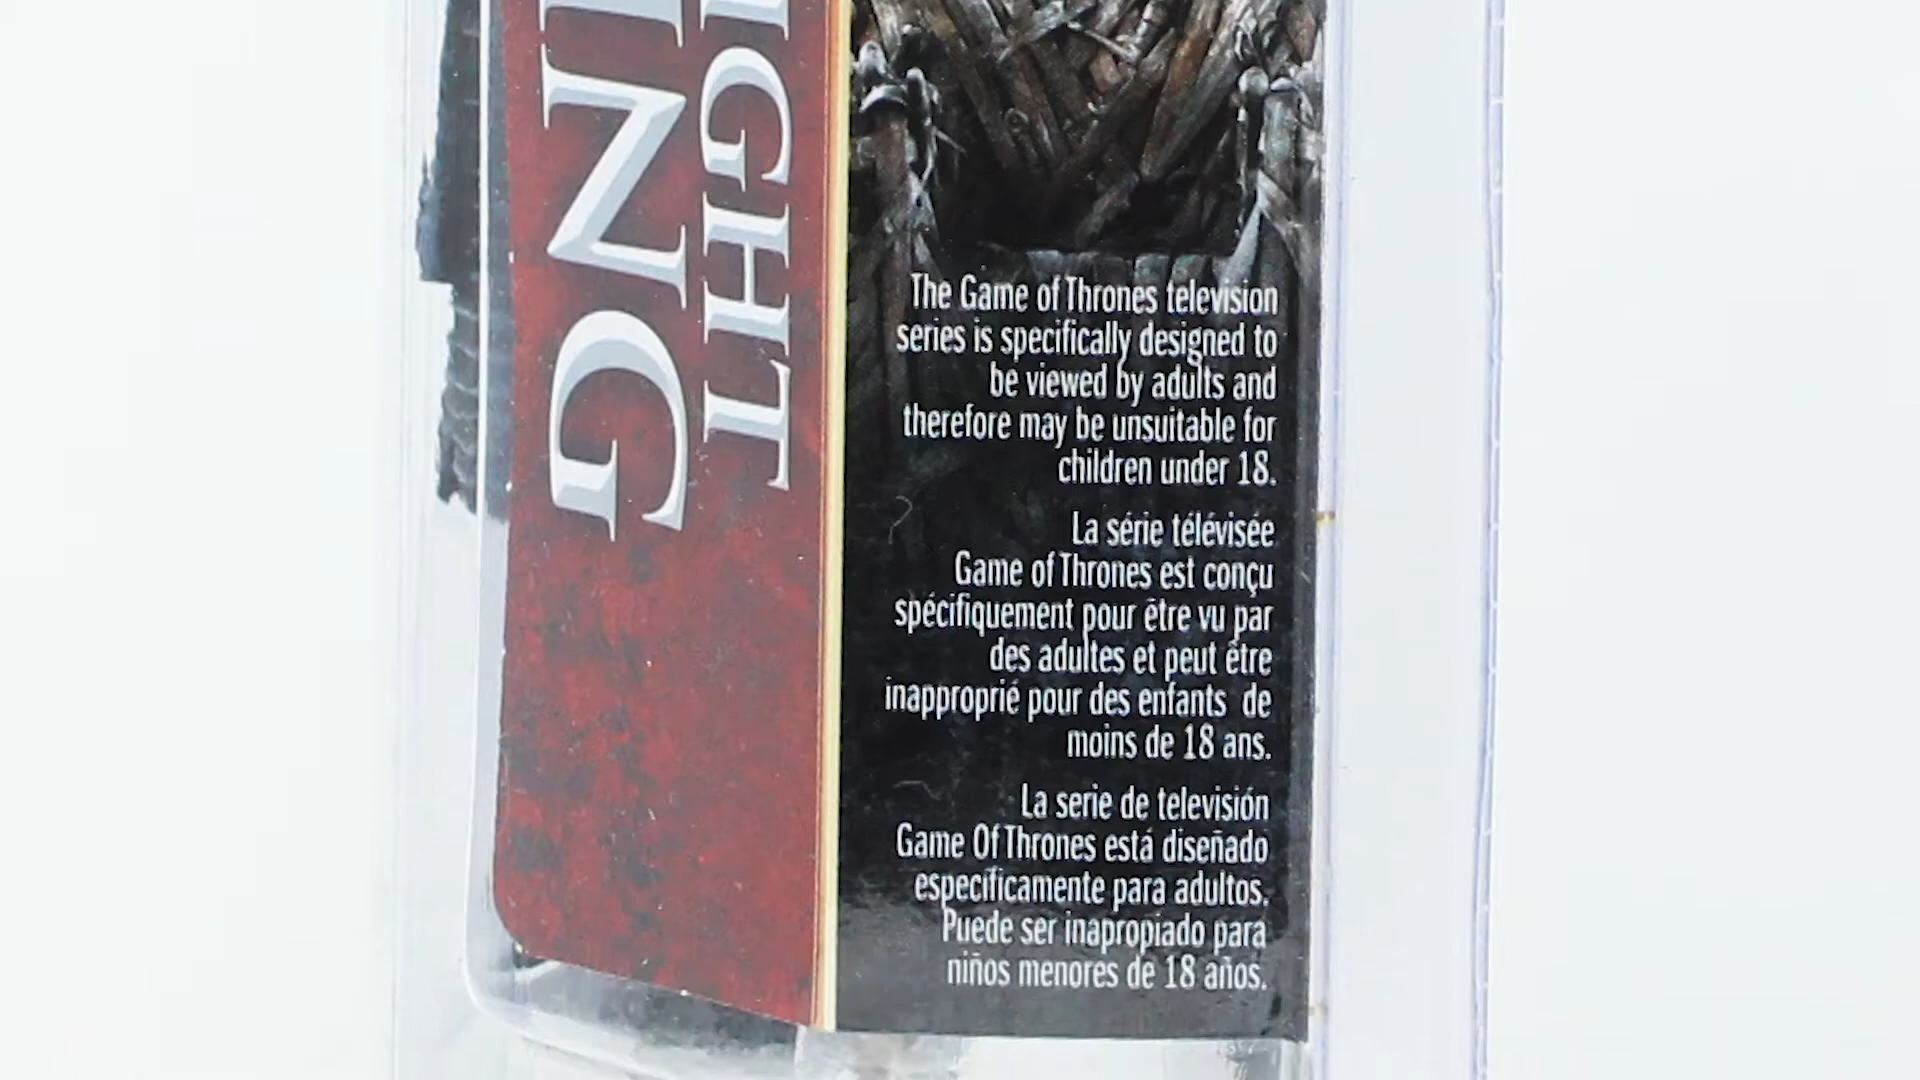 ING
IGHT
The Game of Thrones television
series is specifically designed to
be viewed by adults and
therefore may be unsuitable for
children under 18.
La série télévisée
Game of Thrones est conçu
spécifiquement pour être vu par
des adultes et peut être
inapproprié pour des enfants de
moins de 18 ans.
La serie de televisión
Game Of Thrones está diseñado
específicamente para adultos.
Puede ser inapropiado para
niños menores de 18 años.